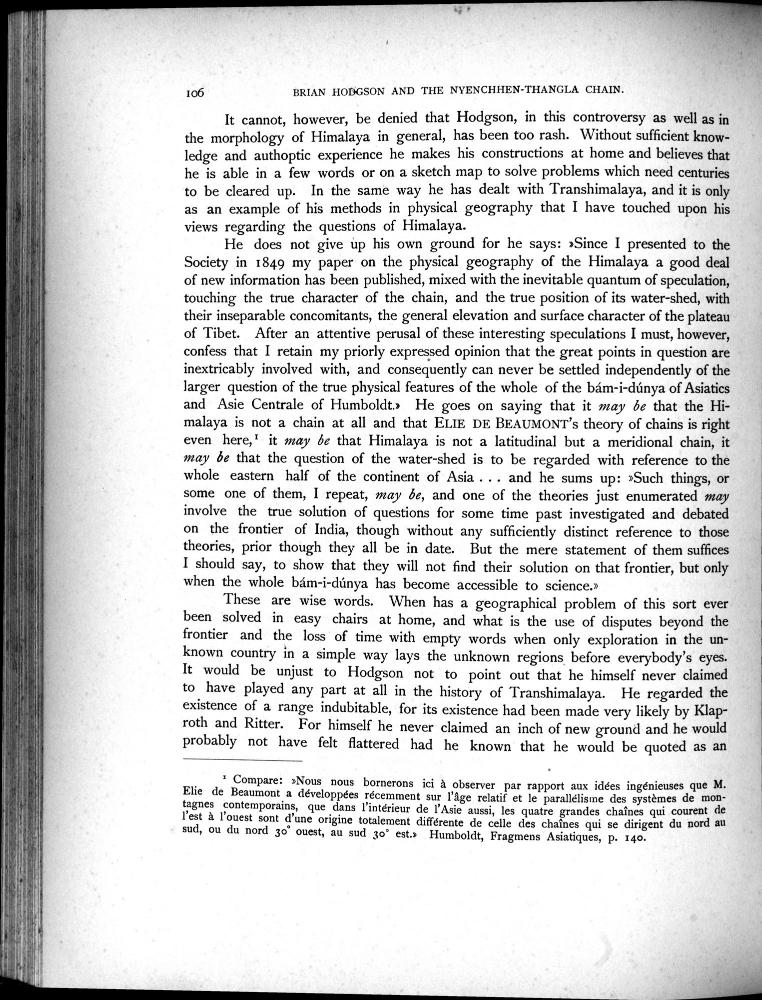 106 BRIAN HODGSON AND THE NYENCHHEN-THANGLA CHAIN.
It cannot, however, be denied that Hodgson, in this controversy as well as in
the morphology of Himalaya in general, has been too rash. Without sufficient know-
ledge and authoptic experience he makes his constructions at home and believes that
he is able in a few words or on a sketch map to solve problems which need centuries
to be cleared up. In the same way he has dealt with Transhimalaya, and it is only
as an example of his methods in physical geography that I have touched upon his
views regarding the questions of Himalaya.
He does not give up his own ground for he says: »Since I presented to the
Society in 1849 my paper on the physical geography of the Himalaya a good deal
of new information has been published, mixed with the inevitable quantum of speculation,
touching the true character of the chain, and the true position of its water-shed, with
their inseparable concomitants, the general elevation and surface character of the plateau
of Tibet. After an attentive perusal of these interesting speculations I must, however,
confess that I retain my priorly expressed opinion that the great points in question are
inextricably involved with, and consequently can never be settled independently of the
larger question of the true physical features of the whole of the bám-i-dúnya of Asiatics
and Asie Centrale of Humboldt.» He goes on saying that it may be that the Hi-
malaya is not a chain at all and that ELIE DE BEAUMONT's theory of chains is right
even here,¹ it may be that Himalaya is not a latitudinal but a meridional chain, it
may be that the question of the water-shed is to be regarded with reference to the
whole eastern half of the continent of Asia . . . and he sums up: »Such things, or
some one of them, I repeat, may be, and one of the theories just enumerated may
involve the true solution of questions for some time past investigated and debated
on the frontier of India, though without any sufficiently distinct reference to those
theories, prior though they all be in date. But the mere statement of them suffices
I should say, to show that they will not find their solution on that frontier, but only
when the whole bám-i-dúnya has become accessible to science.»
These are wise words. When has a geographical problem of this sort ever
been solved in easy chairs at home, and what is the use of disputes beyond the
frontier and the loss of time with empty words when only exploration in the un-
known country in a simple way lays the unknown regions before everybody's eyes.
It would be unjust to Hodgson not to point out that he himself never claimed
to have played any part at all in the history of Transhimalaya. He regarded the
existence of a range indubitable, for its existence had been made very likely by Klap-
roth and Ritter. For himself he never claimed an inch of new ground and he would
probably not have felt flattered had he known that he would be quoted as an
¹ Compare: »Nous nous bornerons ici à observer par rapport aux idées ingénieuses que M.
Elie de Beaumont a développées récemment sur l'âge relatif et le parallélisme des systèmes de mon-
tagnes contemporains, que dans l'intérieur de l'Asie aussi, les quatre grandes chaînes qui courent de
l'est à l'ouest sont d'une origine totalement différente de celle des chaînes qui se dirigent du nord au
sud, ou du nord 30° ouest, au sud 30° est.» Humboldt, Fragmens Asiatiques, p. 140.